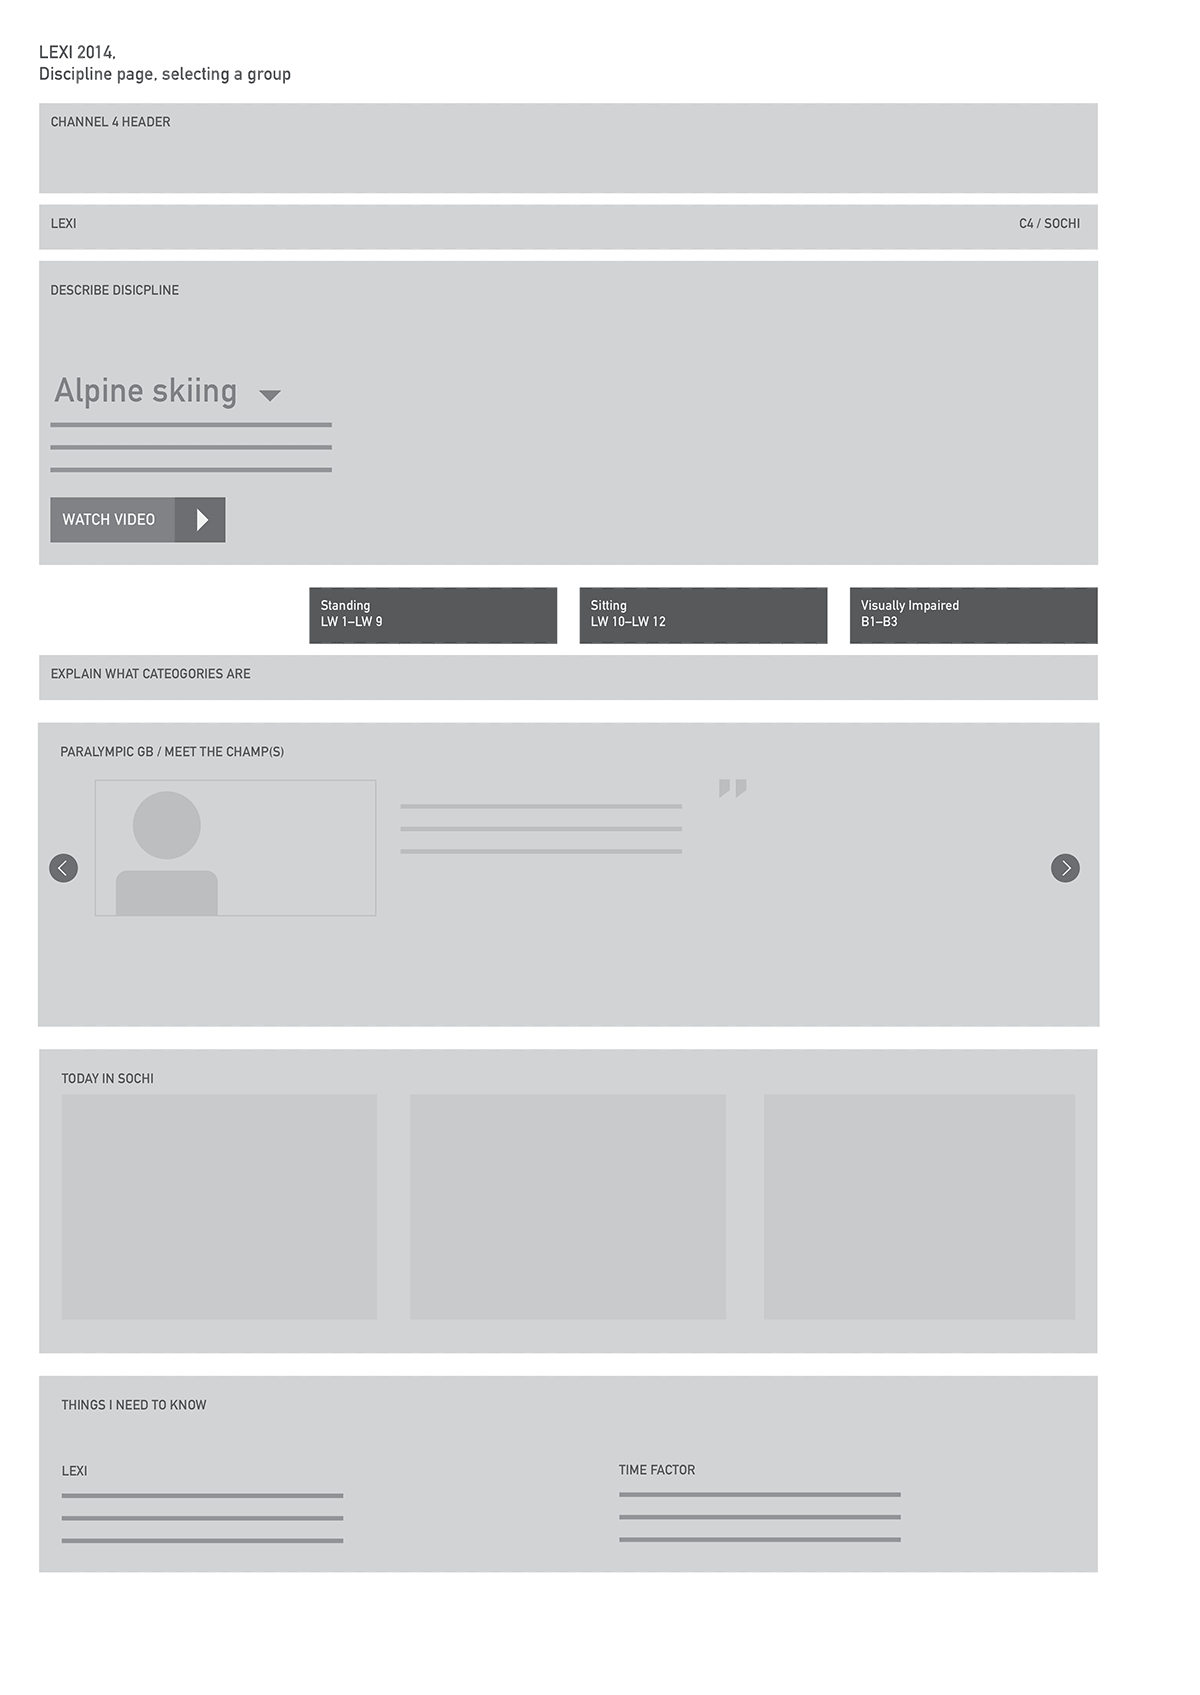 LEXI 2014,
Discipline page, selecting a group
CHANNEL 4 HEADER
LEXI
C4 / SOCHI
DESCRIBE DISICPLINE
Alpine skiing
WATCH VIDEO
Standing
LW 1–LW 9
Sitting
LW 10–LW 12
Visually Impaired
B1–B3
EXPLAIN WHAT CATEOGORIES ARE
PARALYMPIC GB / MEET THE CHAMP(S)
”
TODAY IN SOCHI
THINGS I NEED TO KNOW
LEXI
TIME FACTOR